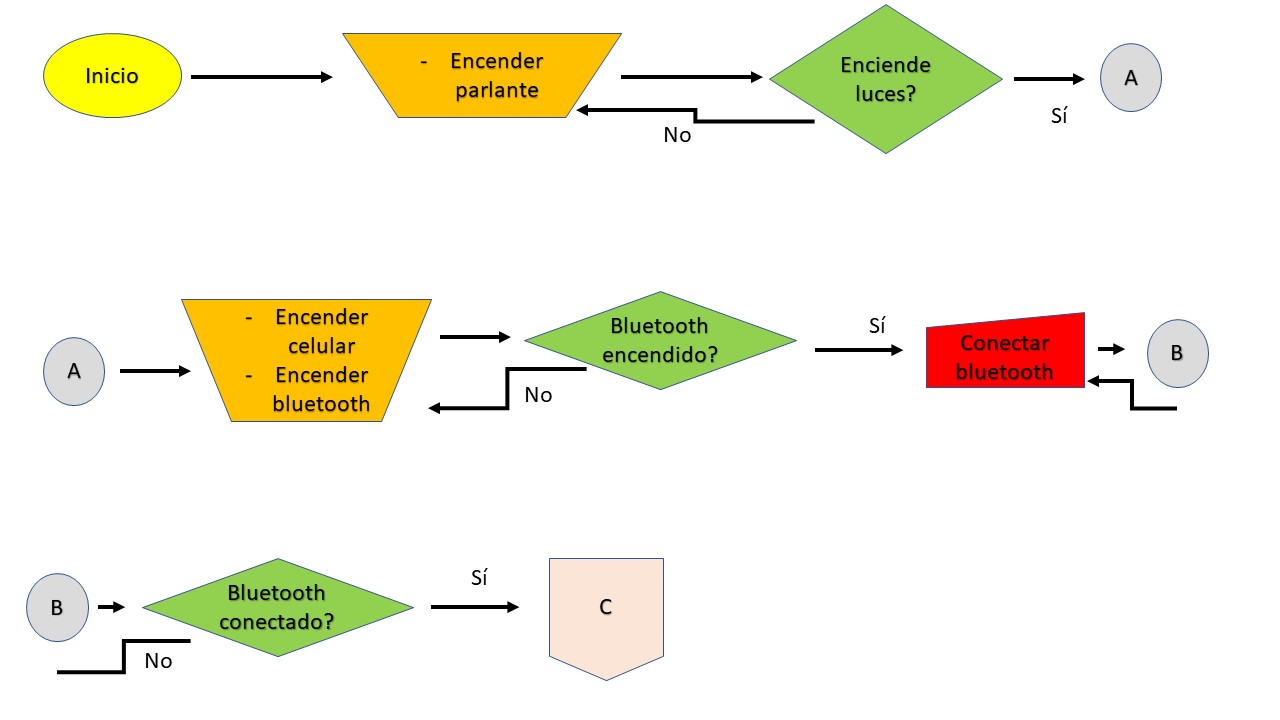 Inicio
- Encender
parlante
Enciende
luces?
A
Sí
No
A
- Encender
celular
- Encender
bluetooth
Bluetooth
encendido?
No
Sí
Conectar
bluetooth
B
B
Bluetooth
conectado?
No
Sí
C